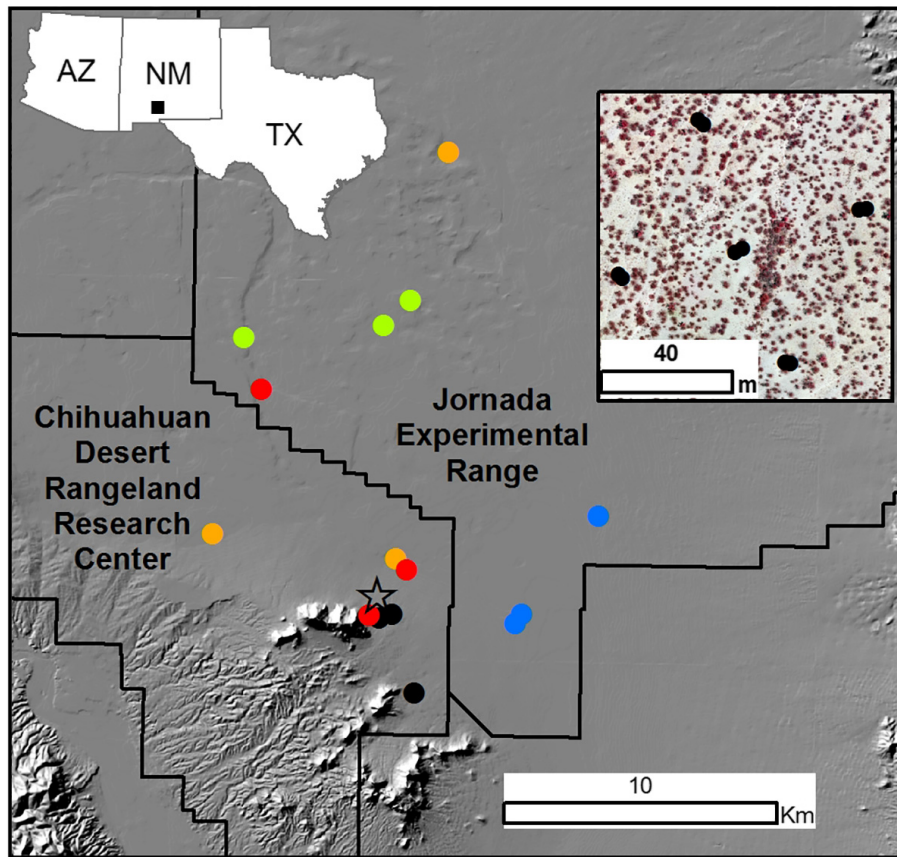 AZ
NM
TX
40
m
Chihuahuan
Desert
Rangeland
Research
Center
Jornada
Experimental
Range
10
Km